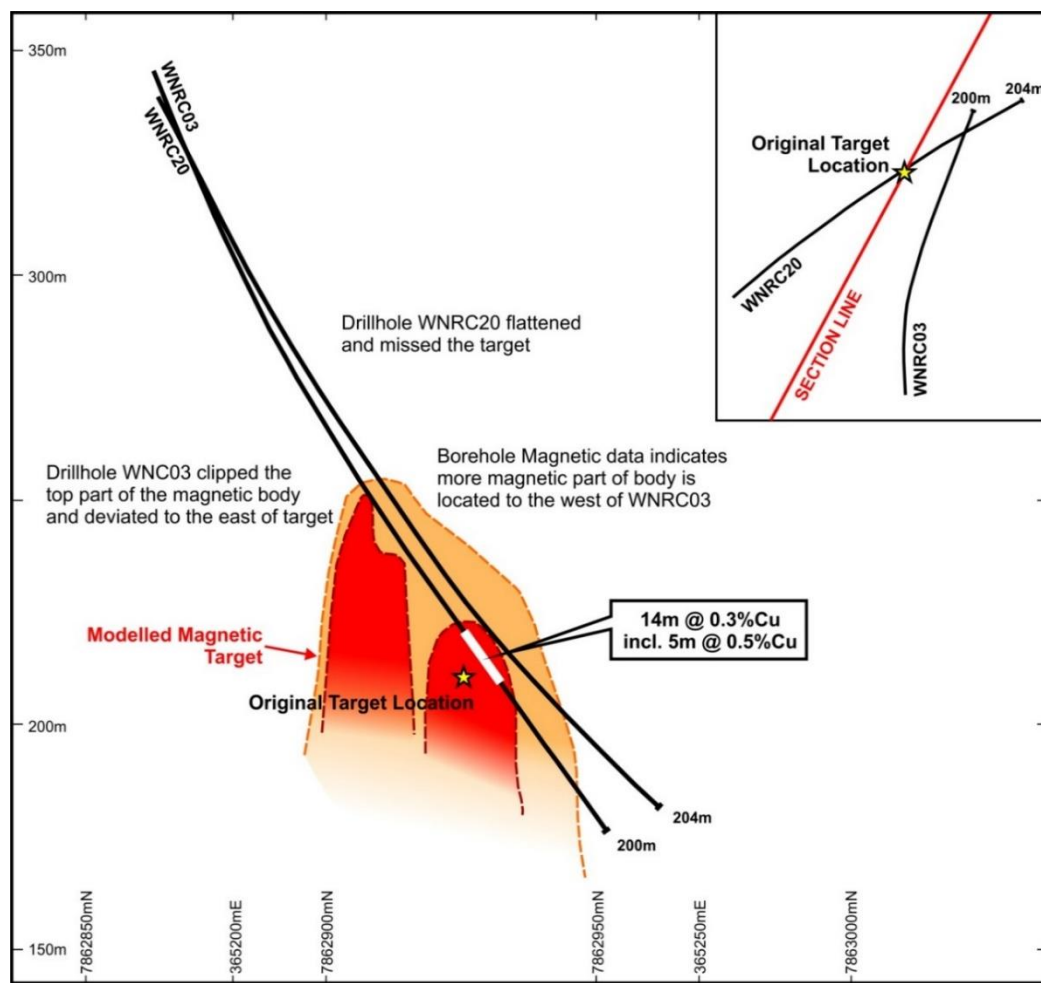 350m
300m
200m
150m
WNRC03
WNRC20
Drillhole WNRC20 flattened
and missed the target
Drillhole WNC03 clipped the
top part of the magnetic body
and deviated to the east of target
Borehole Magnetic data indicates
more magnetic part of body is
located to the west of WNRC03
Modelled Magnetic
Target
Original Target Location
14m @ 0.3%Cu
incl. 5m @ 0.5%Cu
204m
200m
7862850mN
365200mE
7862900mN
7862950mN
365250mE
7863000mN
204m
200m
Original Target
Location
WNRC20
SECTION LINE
WNRC03